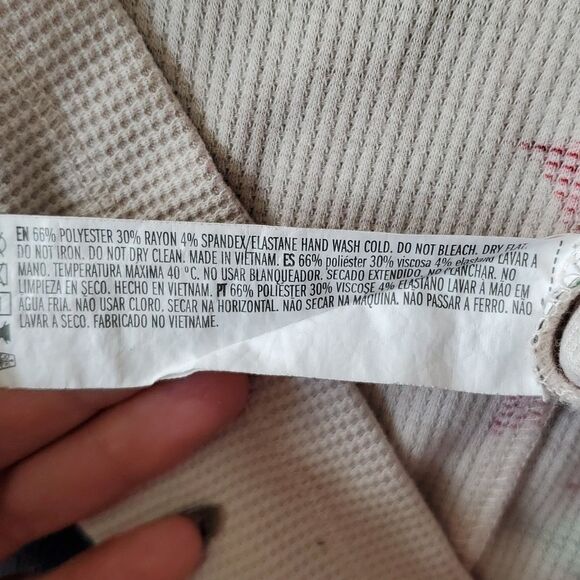 EN 66% POLYESTER 30% RAYON 4% SPANDEX/ELASTANE HAND WASH COLD. DO NOT BLEACH. DRY FLAT.
DO NOT IRON. DO NOT DRY CLEAN. MADE IN VIETNAM. ES 66% poliéster 30% viscosa 4% elastano LAVAR A
MANO. TEMPERATURA MÁXIMA 40 °C. NO USAR BLANQUEADOR. SECADO EXTENDIDO. NO PLANCHAR. NO
LIMPIEZA EN SECO. HECHO EN VIETNAM. PT 66% POLIÉSTER 30% VISCOSE 4% ELASTANO LAVAR À MÃO EM
ÁGUA FRIA. NÃO USAR CLORO. SECAR NA HORIZONTAL. NÃO SECAR NA MÁQUINA. NÃO PASSAR A FERRO. NÃO
LAVAR A SECO. FABRICADO NO VIETNAME.